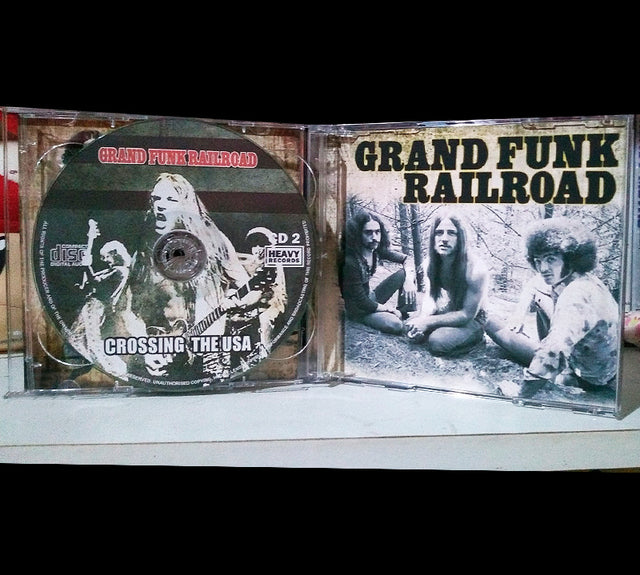 GRAND FUNK RAILROAD
COMPACT
disc
DIGITAL AUDIO
CD 2
HEAVY
RECORDS
CROSSING THE USA
GRAND FUNK
RAILROAD